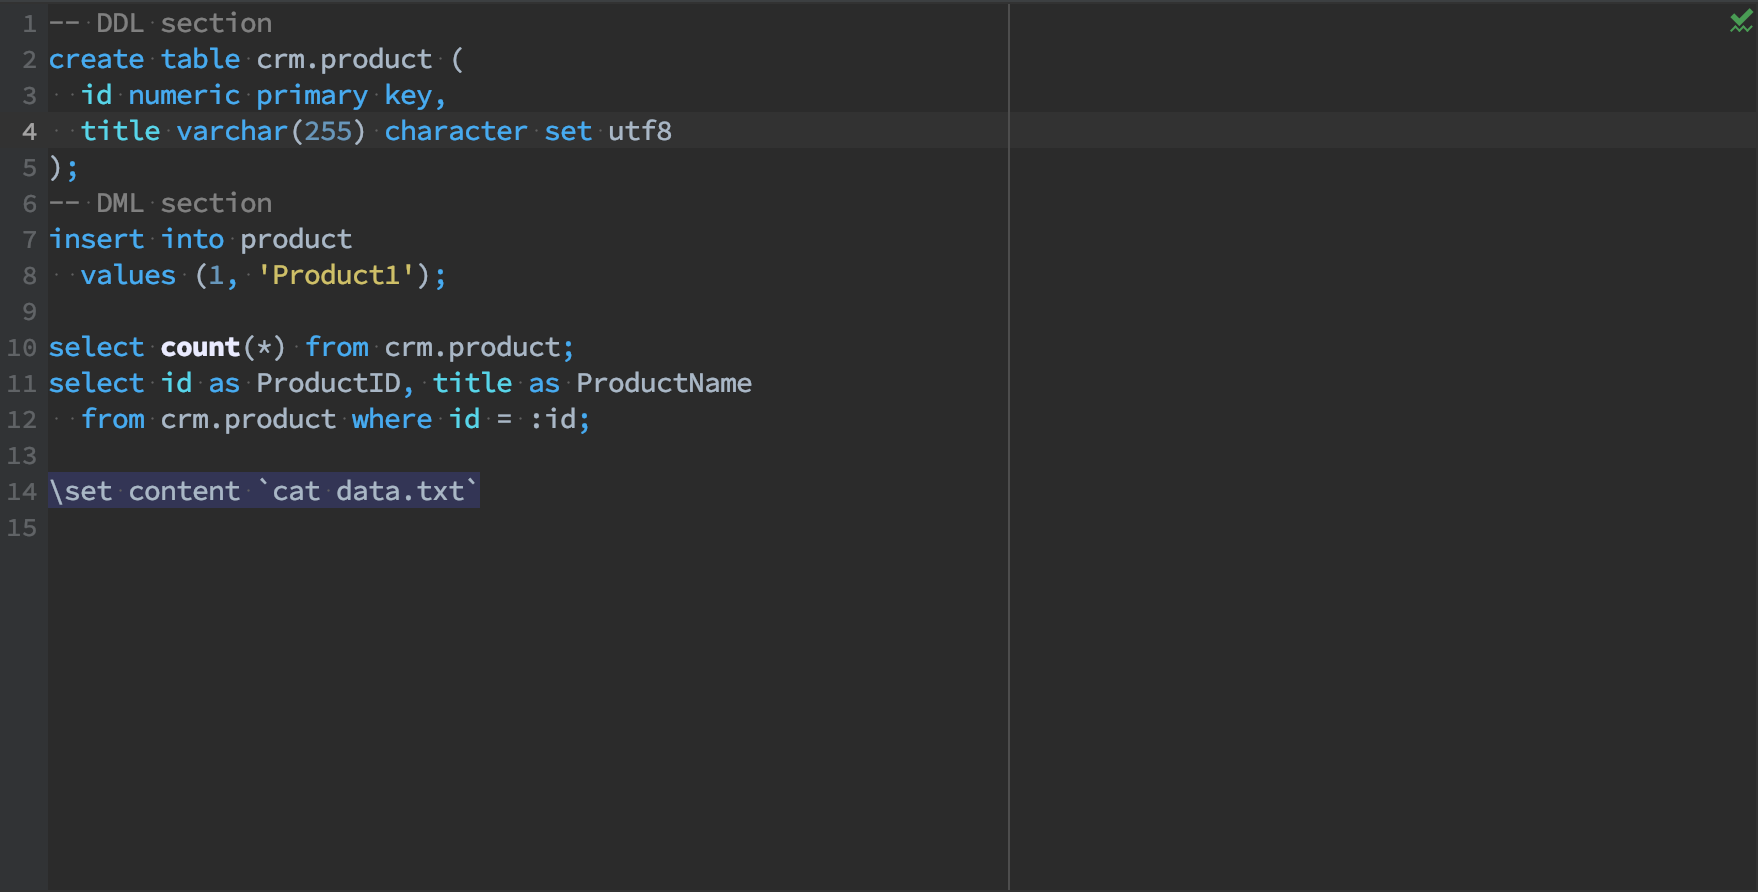 1 -- DDL section
2 create table crm.product (
3   id numeric primary key,
4   title varchar(255) character set utf8
5 );
6 -- DML section
7 insert into product
8   values (1, 'Product1');
9
10 select count(*) from crm.product;
11 select id as ProductID, title as ProductName
12   from crm.product where id = :id;
13
14 \set content `cat data.txt`
15